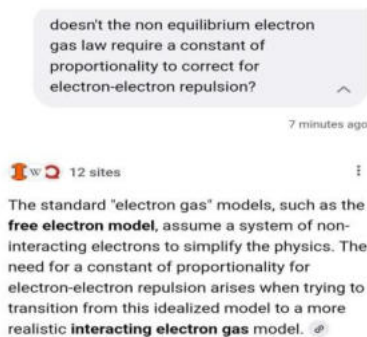 doesn't the non equilibrium electron
gas law require a constant of
proportionality to correct for
electron-electron repulsion?
7 minutes ago
12 sites
The standard "electron gas" models, such as the
free electron model, assume a system of non-
interacting electrons to simplify the physics. The
need for a constant of proportionality for
electron-electron repulsion arises when trying to
transition from this idealized model to a more
realistic interacting electron gas model.